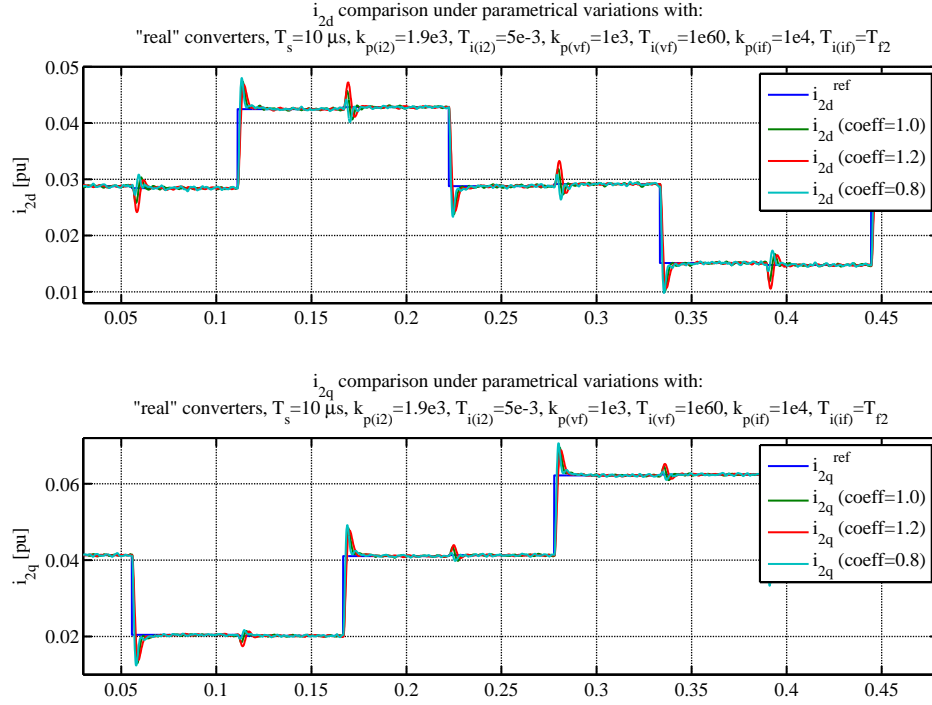 i2d comparison under parametrical variations with:
"real" converters, Ts=10 μs, kp(i2)=1.9e3, Ti(i2)=5e-3, kp(vf)=1e3, Ti(vf)=1e60, kp(if)=1e4, Ti(if)=Tf2
0.05
0.04
0.03
0.02
0.01
i2d [pu]
i2d^ref
i2d (coeff=1.0)
i2d (coeff=1.2)
i2d (coeff=0.8)
0.05 0.1 0.15 0.2 0.25 0.3 0.35 0.4 0.45
i2q comparison under parametrical variations with:
"real" converters, Ts=10 μs, kp(i2)=1.9e3, Ti(i2)=5e-3, kp(vf)=1e3, Ti(vf)=1e60, kp(if)=1e4, Ti(if)=Tf2
0.06
0.04
0.02
i2q [pu]
i2q^ref
i2q (coeff=1.0)
i2q (coeff=1.2)
i2q (coeff=0.8)
0.05 0.1 0.15 0.2 0.25 0.3 0.35 0.4 0.45